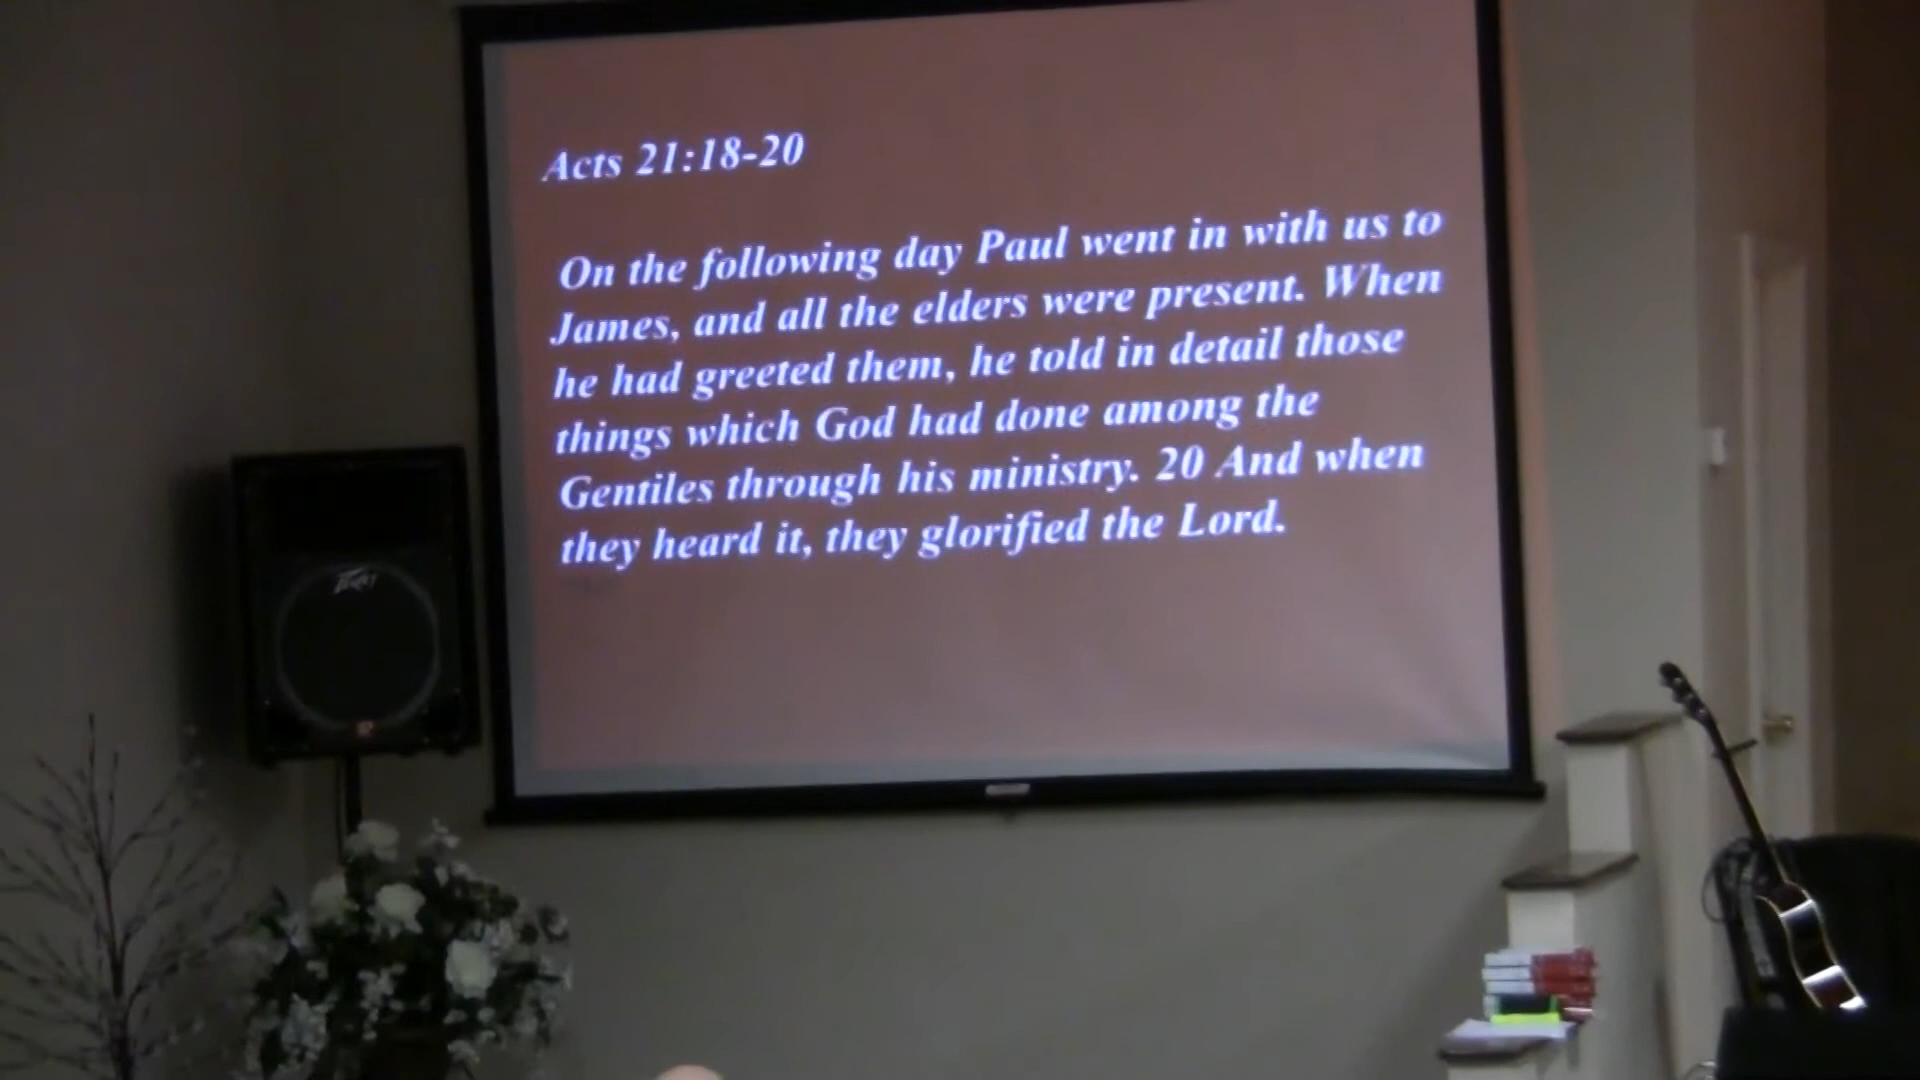 Acts 21:18-20
On the following day Paul went in with us to
James, and all the elders were present. When
he had greeted them, he told in detail those
things which God had done among the
Gentiles through his ministry. 20 And when
they heard it, they glorified the Lord.
PEAVEY